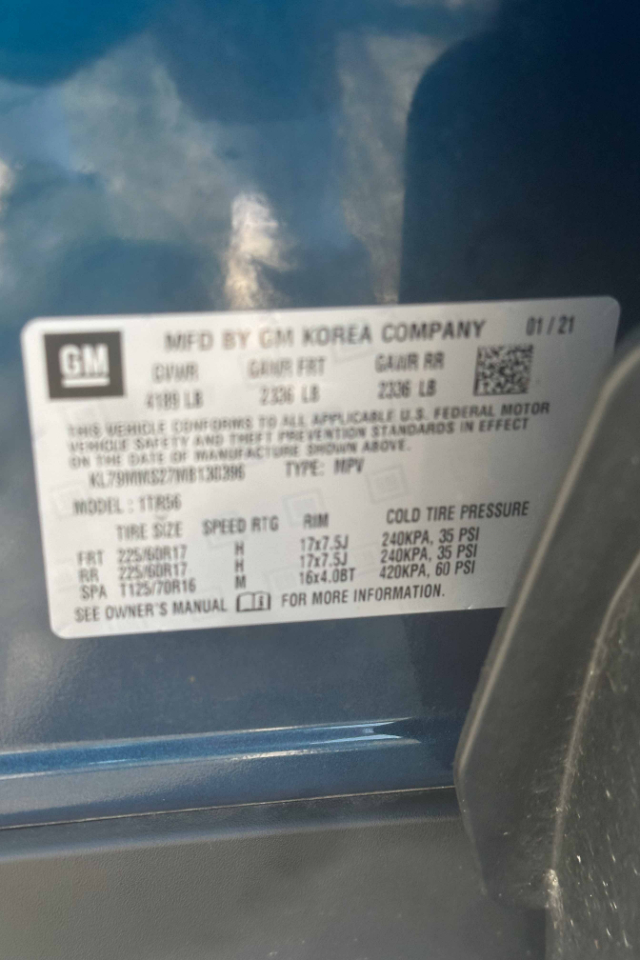 GM
MFD BY GM KOREA COMPANY 01/21
GVWR GAWR FRT GAWR RR
4189 LB 2336 LB 2336 LB
THIS VEHICLE CONFORMS TO ALL APPLICABLE U.S. FEDERAL MOTOR
VEHICLE SAFETY AND THEFT PREVENTION STANDARDS IN EFFECT
ON THE DATE OF MANUFACTURE SHOWN ABOVE.
TYPE: MPV
MODEL: 1TR56
TIRE SIZE SPEED RTG RIM COLD TIRE PRESSURE
FRT 225/60R17 H 17x7.5J 240KPA, 35 PSI
RR 225/60R17 H 17x7.5J 240KPA, 35 PSI
SPA T125/70R16 M 16x4.0BT 420KPA, 60 PSI
SEE OWNER'S MANUAL FOR MORE INFORMATION.